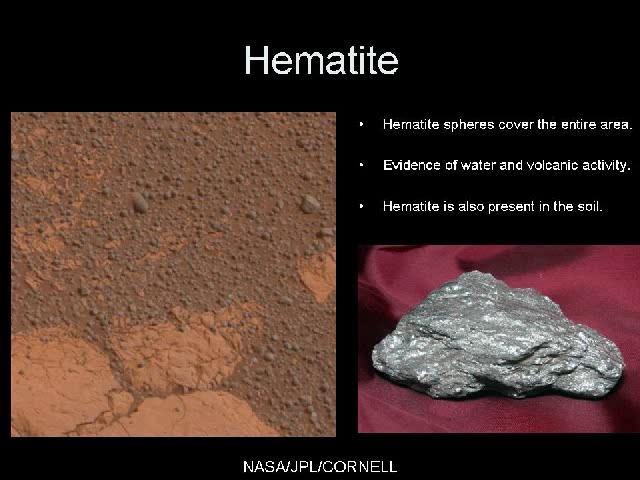 Hematite
• Hematite spheres cover the entire area.
• Evidence of water and volcanic activity.
• Hematite is also present in the soil.
NASA/JPL/CORNELL